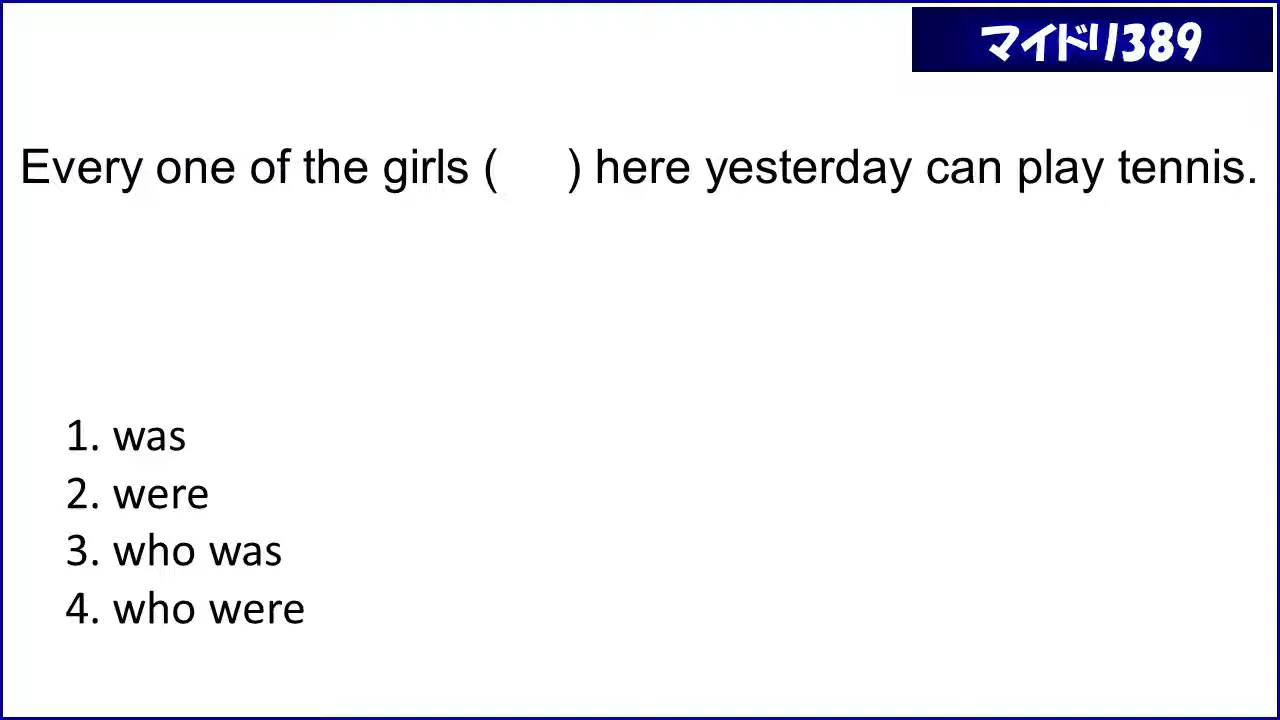 マイドリ389
Every one of the girls (     ) here yesterday can play tennis.
1. was
2. were
3. who was
4. who were